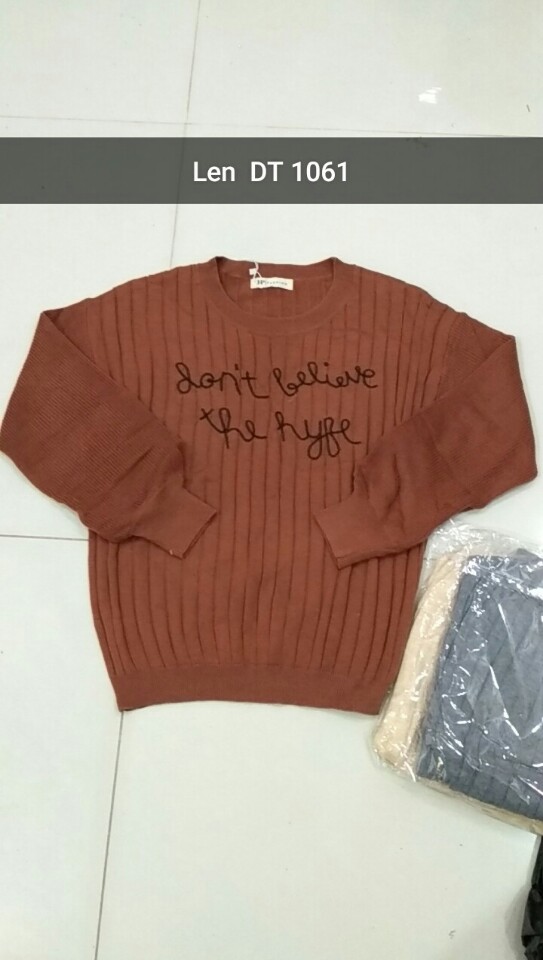 Len DT 1061
don't believe
the hype